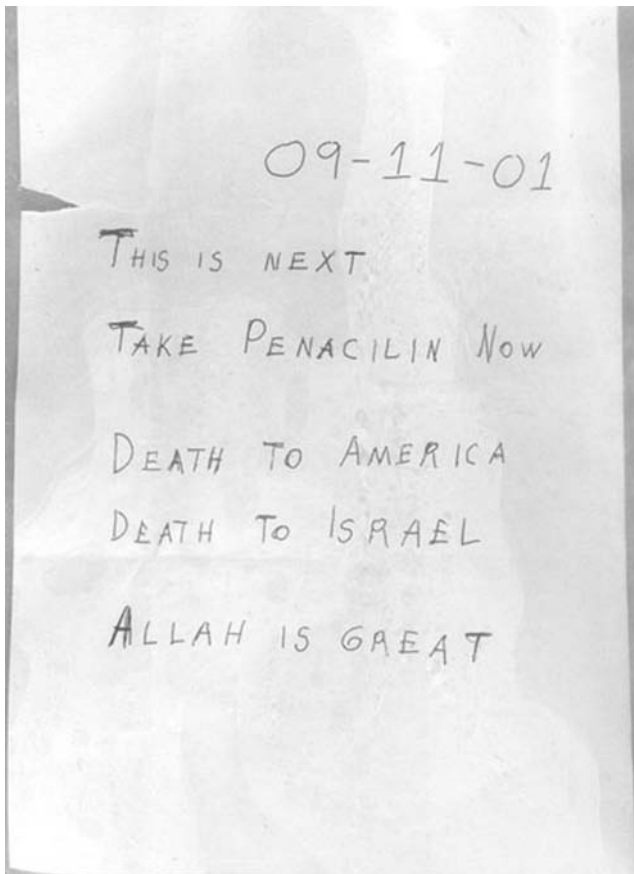 09-11-01
THIS IS NEXT
TAKE PENACILIN NOW
DEATH TO AMERICA
DEATH TO ISRAEL
ALLAH IS GREAT